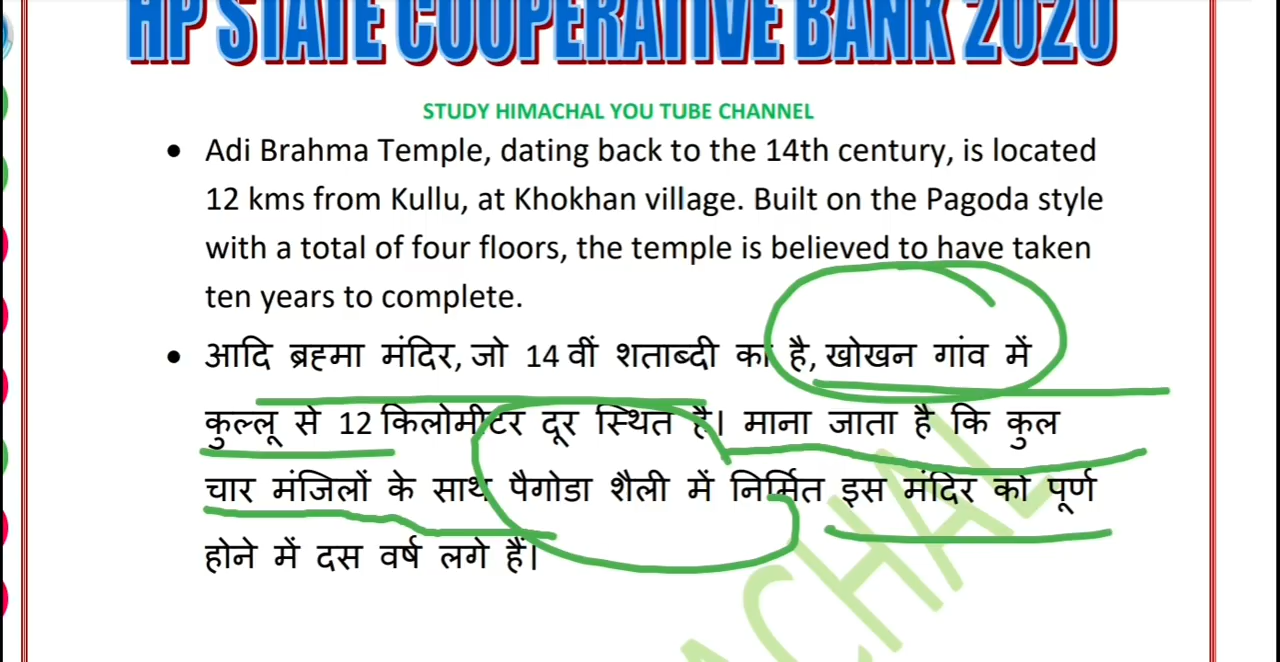 HP STATE COOPERATIVE BANK 2020
STUDY HIMACHAL YOU TUBE CHANNEL
• Adi Brahma Temple, dating back to the 14th century, is located
12 kms from Kullu, at Khokhan village. Built on the Pagoda style
with a total of four floors, the temple is believed to have taken
ten years to complete.
• आदि ब्रह्मा मंदिर, जो 14 वीं शताब्दी का है, खोखन गांव में
कुल्लू से 12 किलोमीटर दूर स्थित है। माना जाता है कि कुल
चार मंजिलों के साथ पैगोडा शैली में निर्मित इस मंदिर को पूर्ण
होने में दस वर्ष लगे हैं।